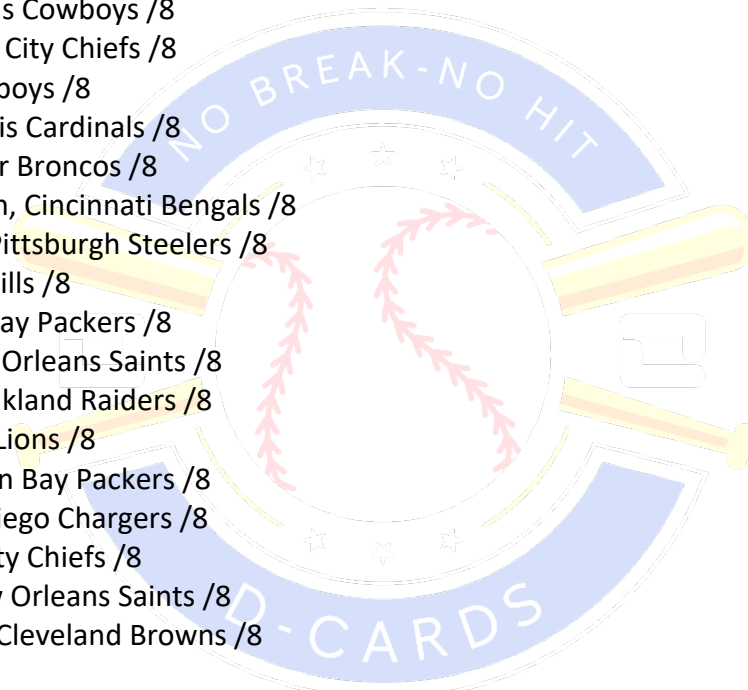 s Cowboys /8
City Chiefs /8
boys /8
is Cardinals /8
r Broncos /8
n, Cincinnati Bengals /8
Pittsburgh Steelers /8
ills /8
ay Packers /8
Orleans Saints /8
kland Raiders /8
Lions /8
n Bay Packers /8
iego Chargers /8
ty Chiefs /8
v Orleans Saints /8
Cleveland Browns /8
NO BREAK-NO HIT
D-CARDS